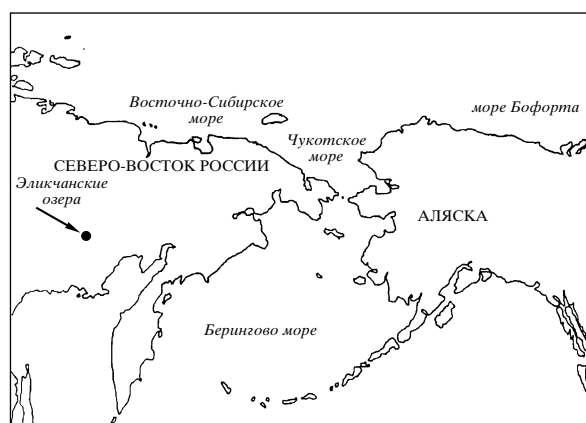 Восточно-Сибирское
море
море Бофорта
Чукотское
море
СЕВЕРО-ВОСТОК РОССИИ
Эликчанские
озера
АЛЯСКА
Берингово море